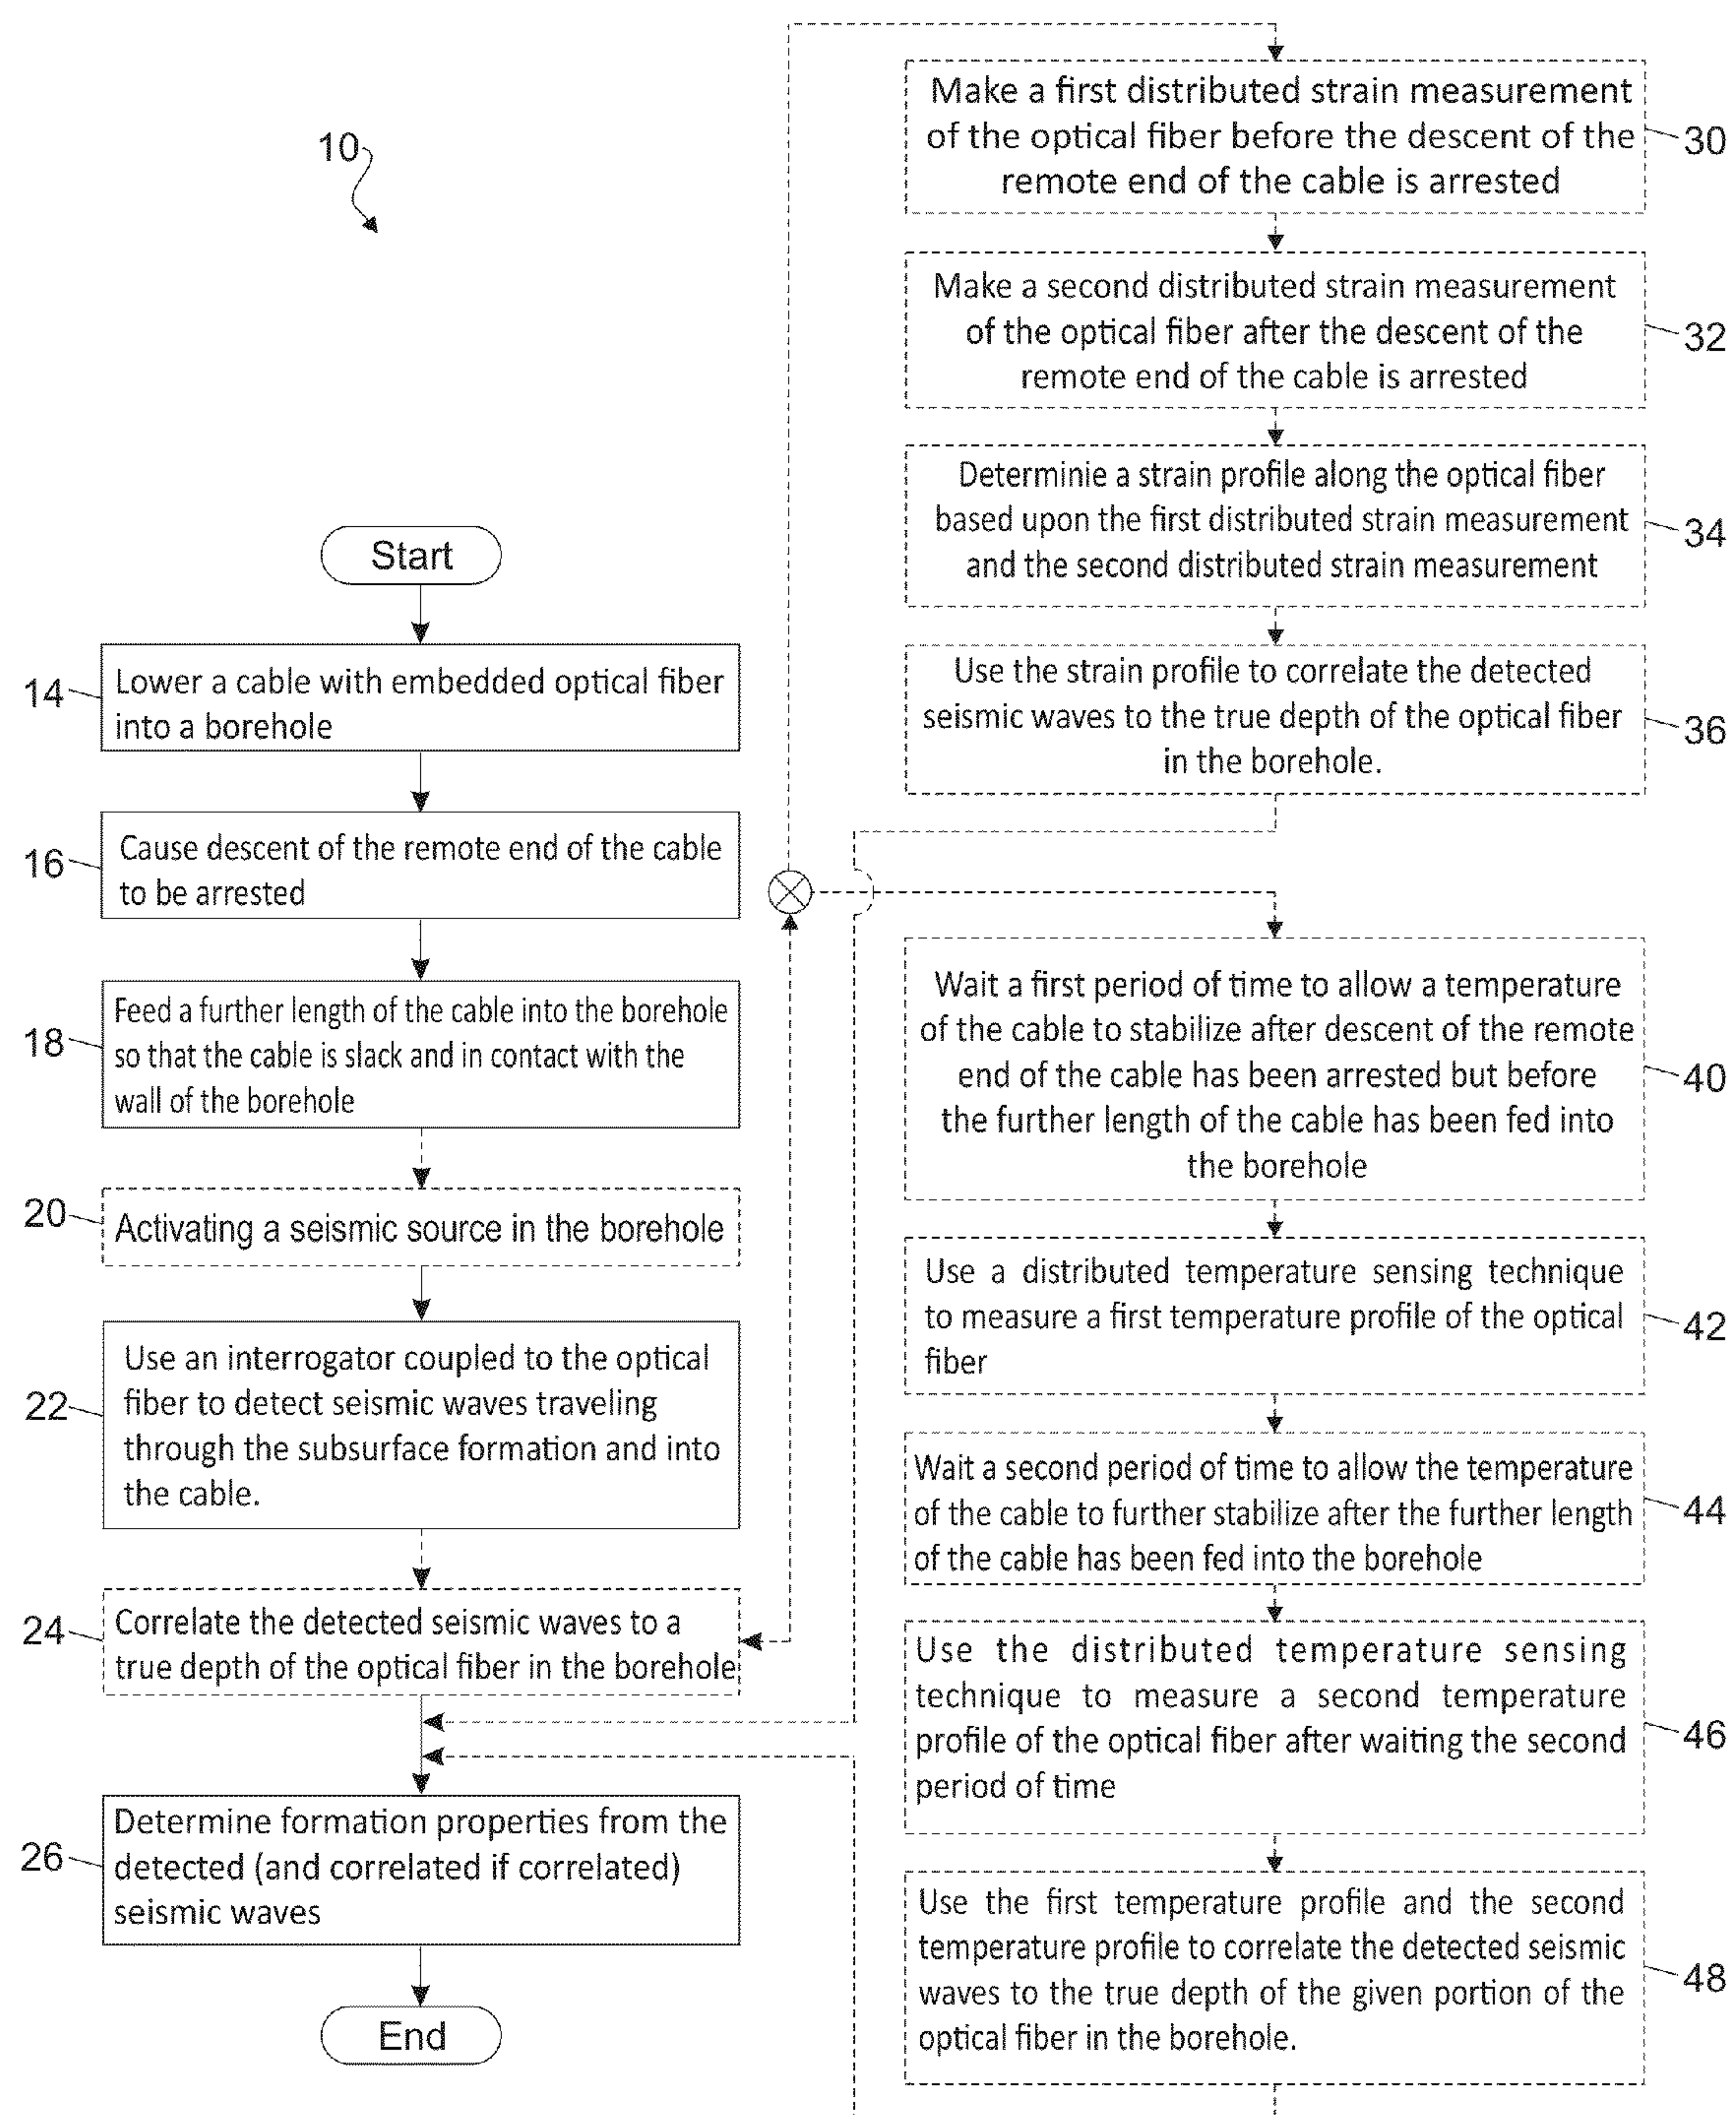 10
Start
14
Lower a cable with embedded optical fiber
into a borehole
16
Cause descent of the remote end of the cable
to be arrested
18
Feed a further length of the cable into the borehole
so that the cable is slack and in contact with the
wall of the borehole
20
Activating a seismic source in the borehole
22
Use an interrogator coupled to the optical
fiber to detect seismic waves traveling
through the subsurface formation and into
the cable.
24
Correlate the detected seismic waves to a
true depth of the optical fiber in the borehole
26
Determine formation properties from the
detected (and correlated if correlated)
seismic waves
End
Make a first distributed strain measurement
of the optical fiber before the descent of the
remote end of the cable is arrested
30
Make a second distributed strain measurement
of the optical fiber after the descent of the
remote end of the cable is arrested
32
Determinie a strain profile along the optical fiber
based upon the first distributed strain measurement
and the second distributed strain measurement
34
Use the strain profile to correlate the detected
seismic waves to the true depth of the optical fiber
in the borehole.
36
Wait a first period of time to allow a temperature
of the cable to stabilize after descent of the remote
end of the cable has been arrested but before
the further length of the cable has been fed into
the borehole
40
Use a distributed temperature sensing technique
to measure a first temperature profile of the optical
fiber
42
Wait a second period of time to allow the temperature
of the cable to further stabilize after the further length
of the cable has been fed into the borehole
44
Use the distributed temperature sensing
technique to measure a second temperature
profile of the optical fiber after waiting the second
period of time
46
Use the first temperature profile and the second
temperature profile to correlate the detected seismic
waves to the true depth of the given portion of the
optical fiber in the borehole.
48